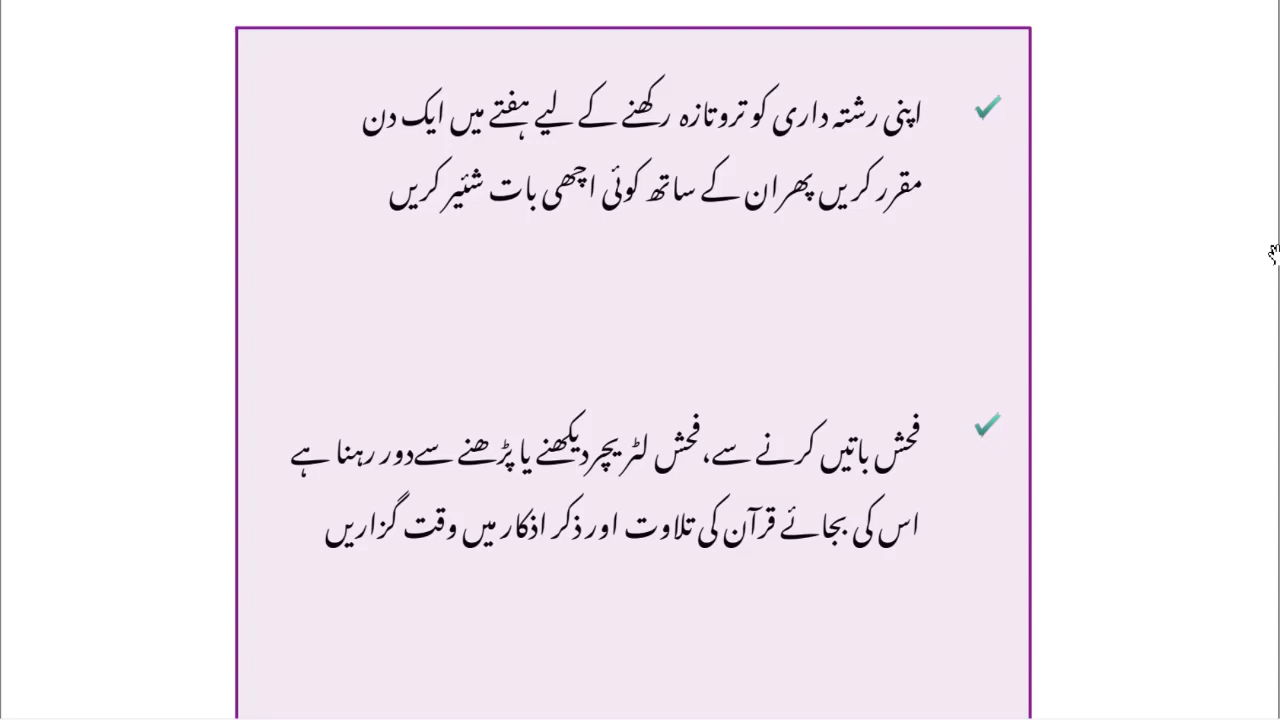 اپنی رشتہ داری کو تروتازہ رکھنے کے لیے ہفتے میں ایک دن
مقرر کریں پھر ان کے ساتھ کوئی اچھی بات شئیر کریں
فحش باتیں کرنے سے، فحش لٹریچر دیکھنے یا پڑھنے سے دور رہنا ہے
اس کی بجائے قرآن کی تلاوت اور ذکر اذکار میں وقت گزاریں